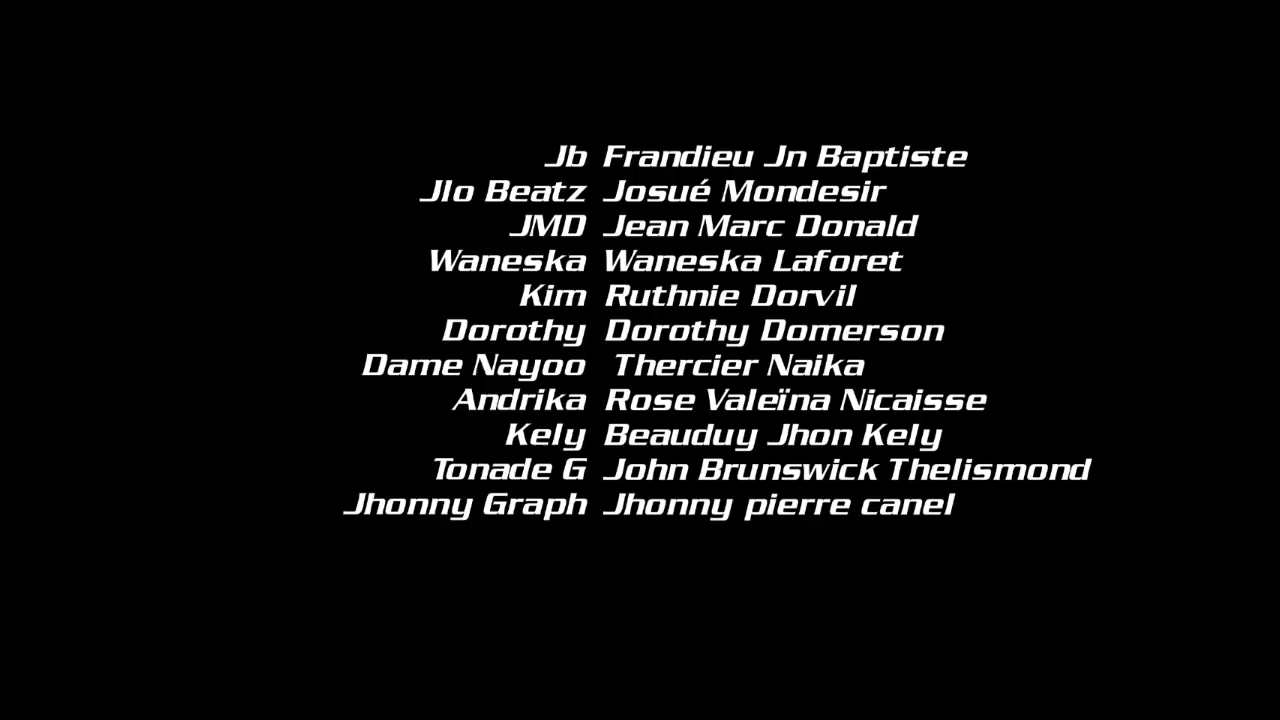 Jb Frandieu Jn Baptiste
Jlo Beatz Josué Mondesir
JMD Jean Marc Donald
Waneska Waneska Laforet
Kim Ruthnie Dorvil
Dorothy Dorothy Domerson
Dame Nayoo Thercier Naika
Andrika Rose Valeïna Nicaisse
Kely Beauduy Jhon Kely
Tonade G John Brunswick Thelismond
Jhonny Graph Jhonny pierre canel